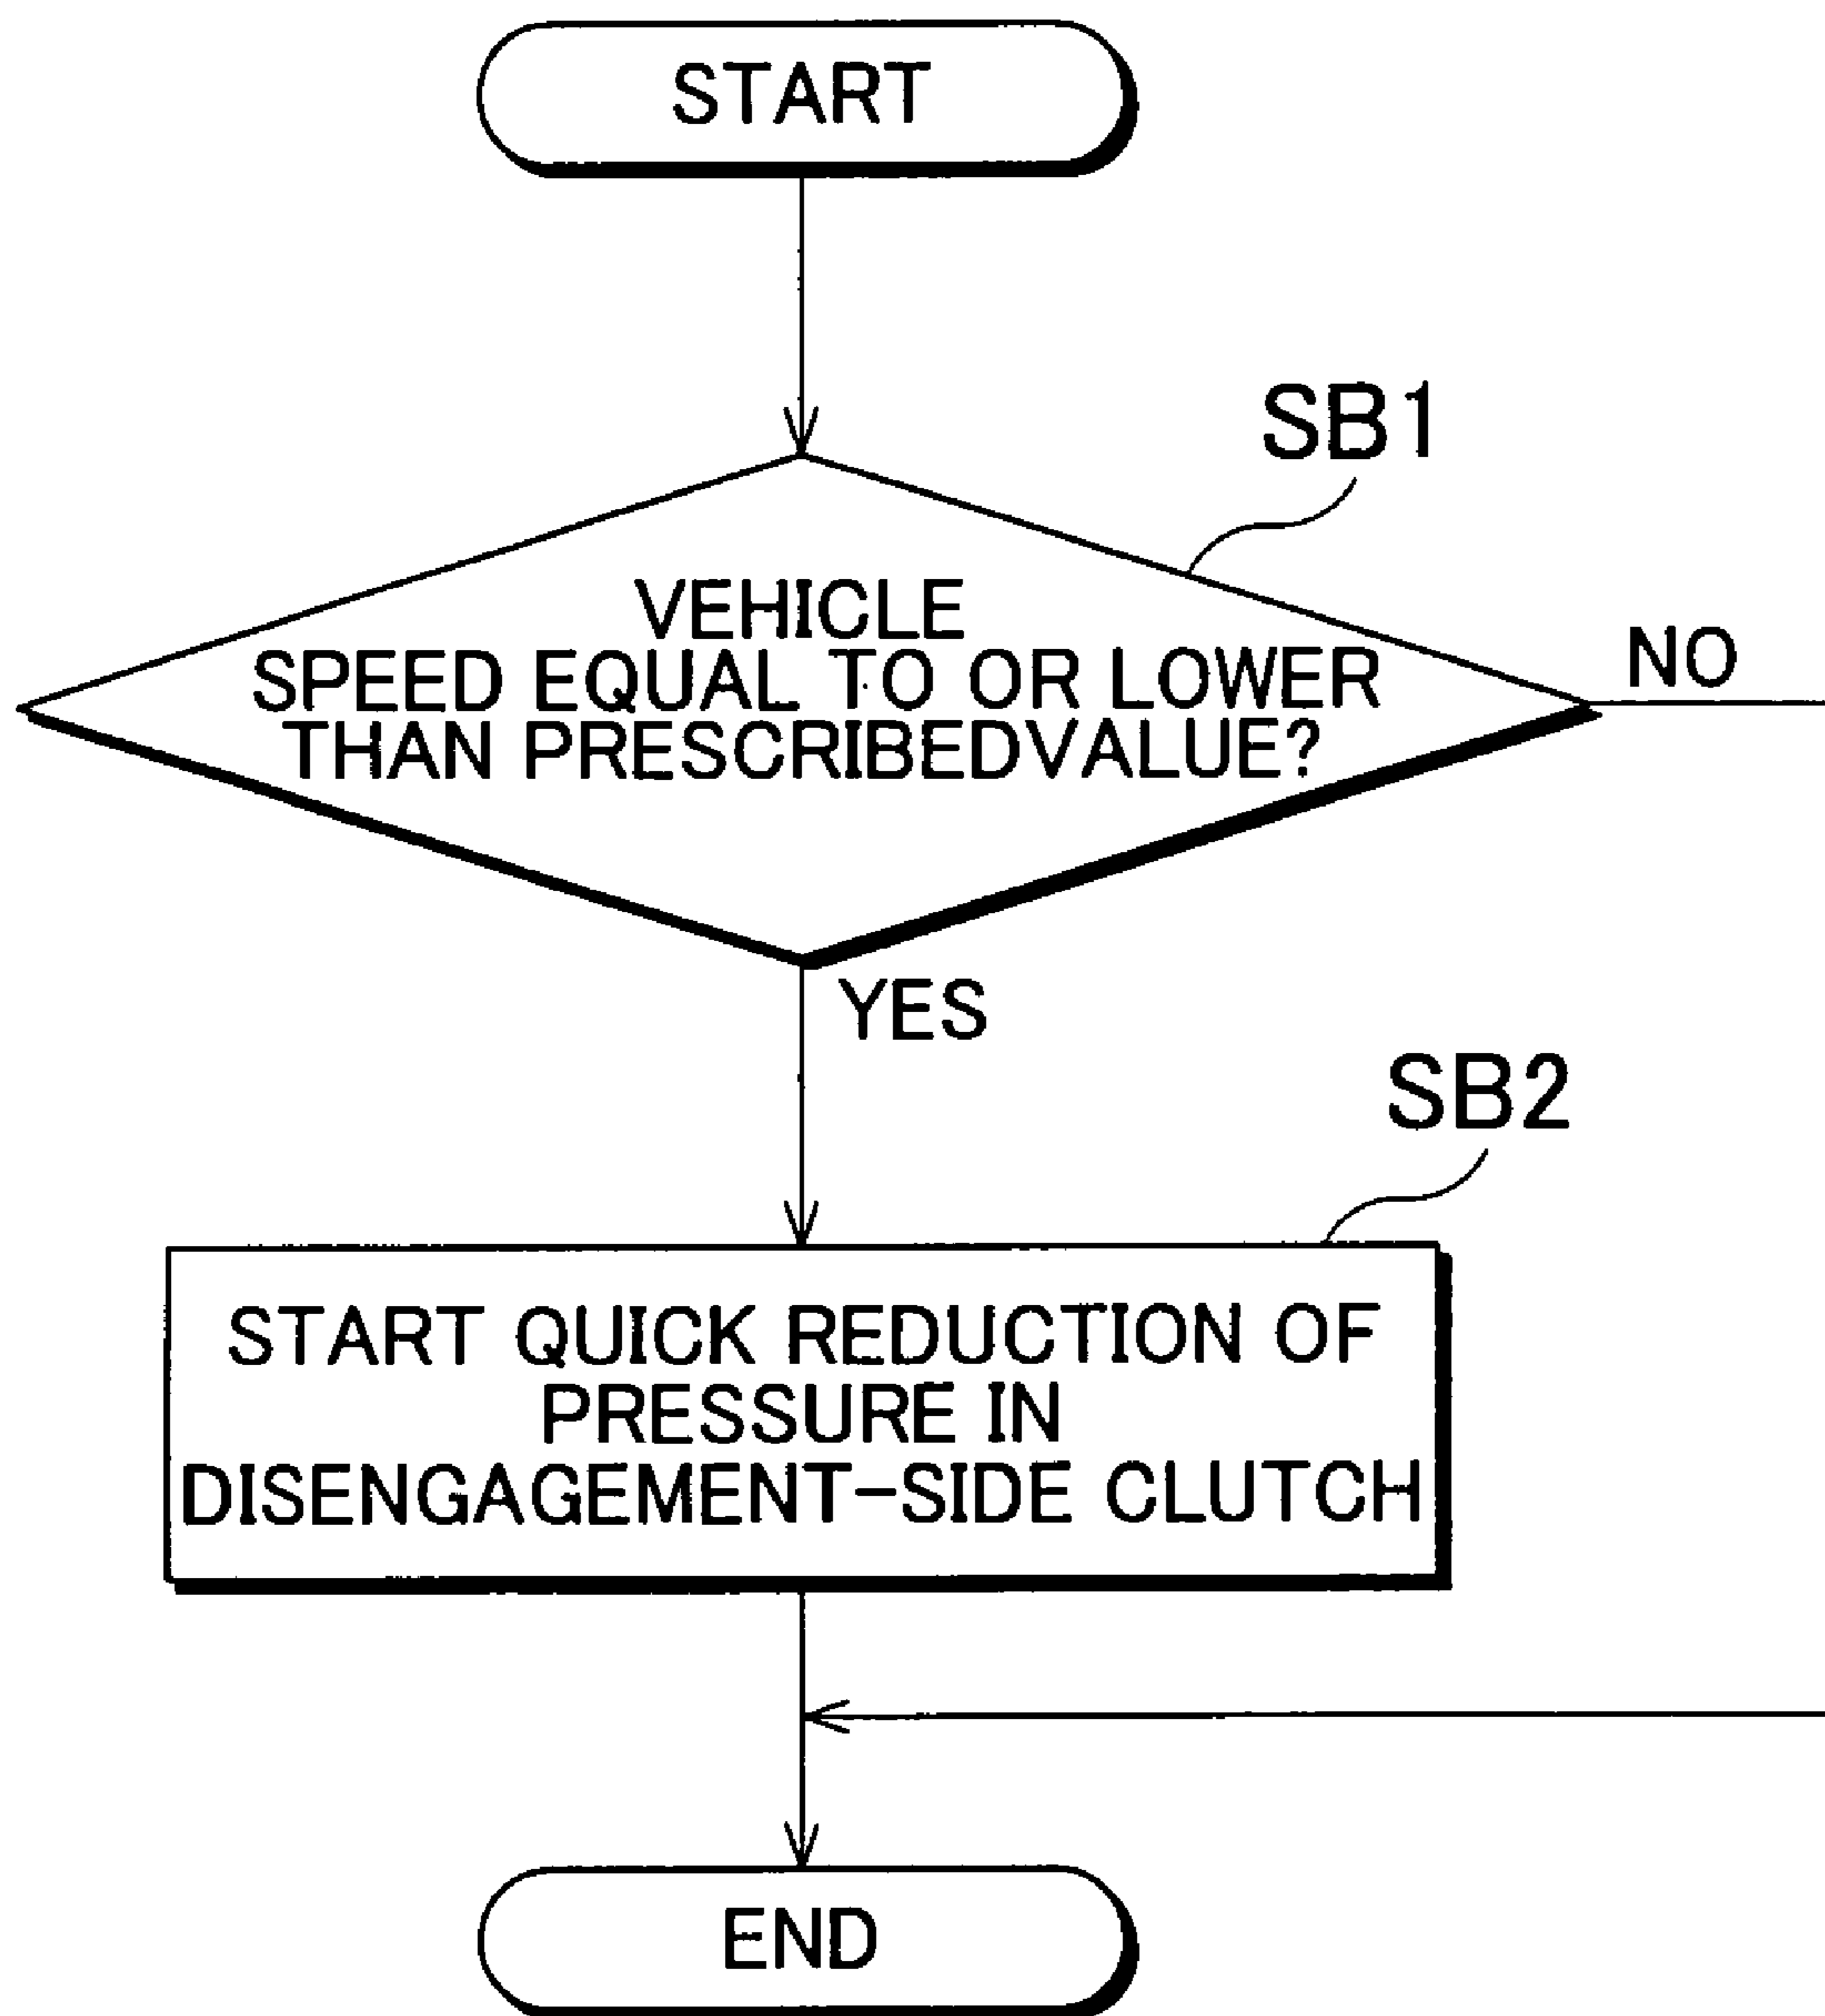 START
SB1
VEHICLE
SPEED EQUAL TO OR LOWER
THAN PRESCRIBEDVALUE?
NO
YES
SB2
START QUICK REDUCTION OF
PRESSURE IN
DISENGAGEMENT-SIDE CLUTCH
END